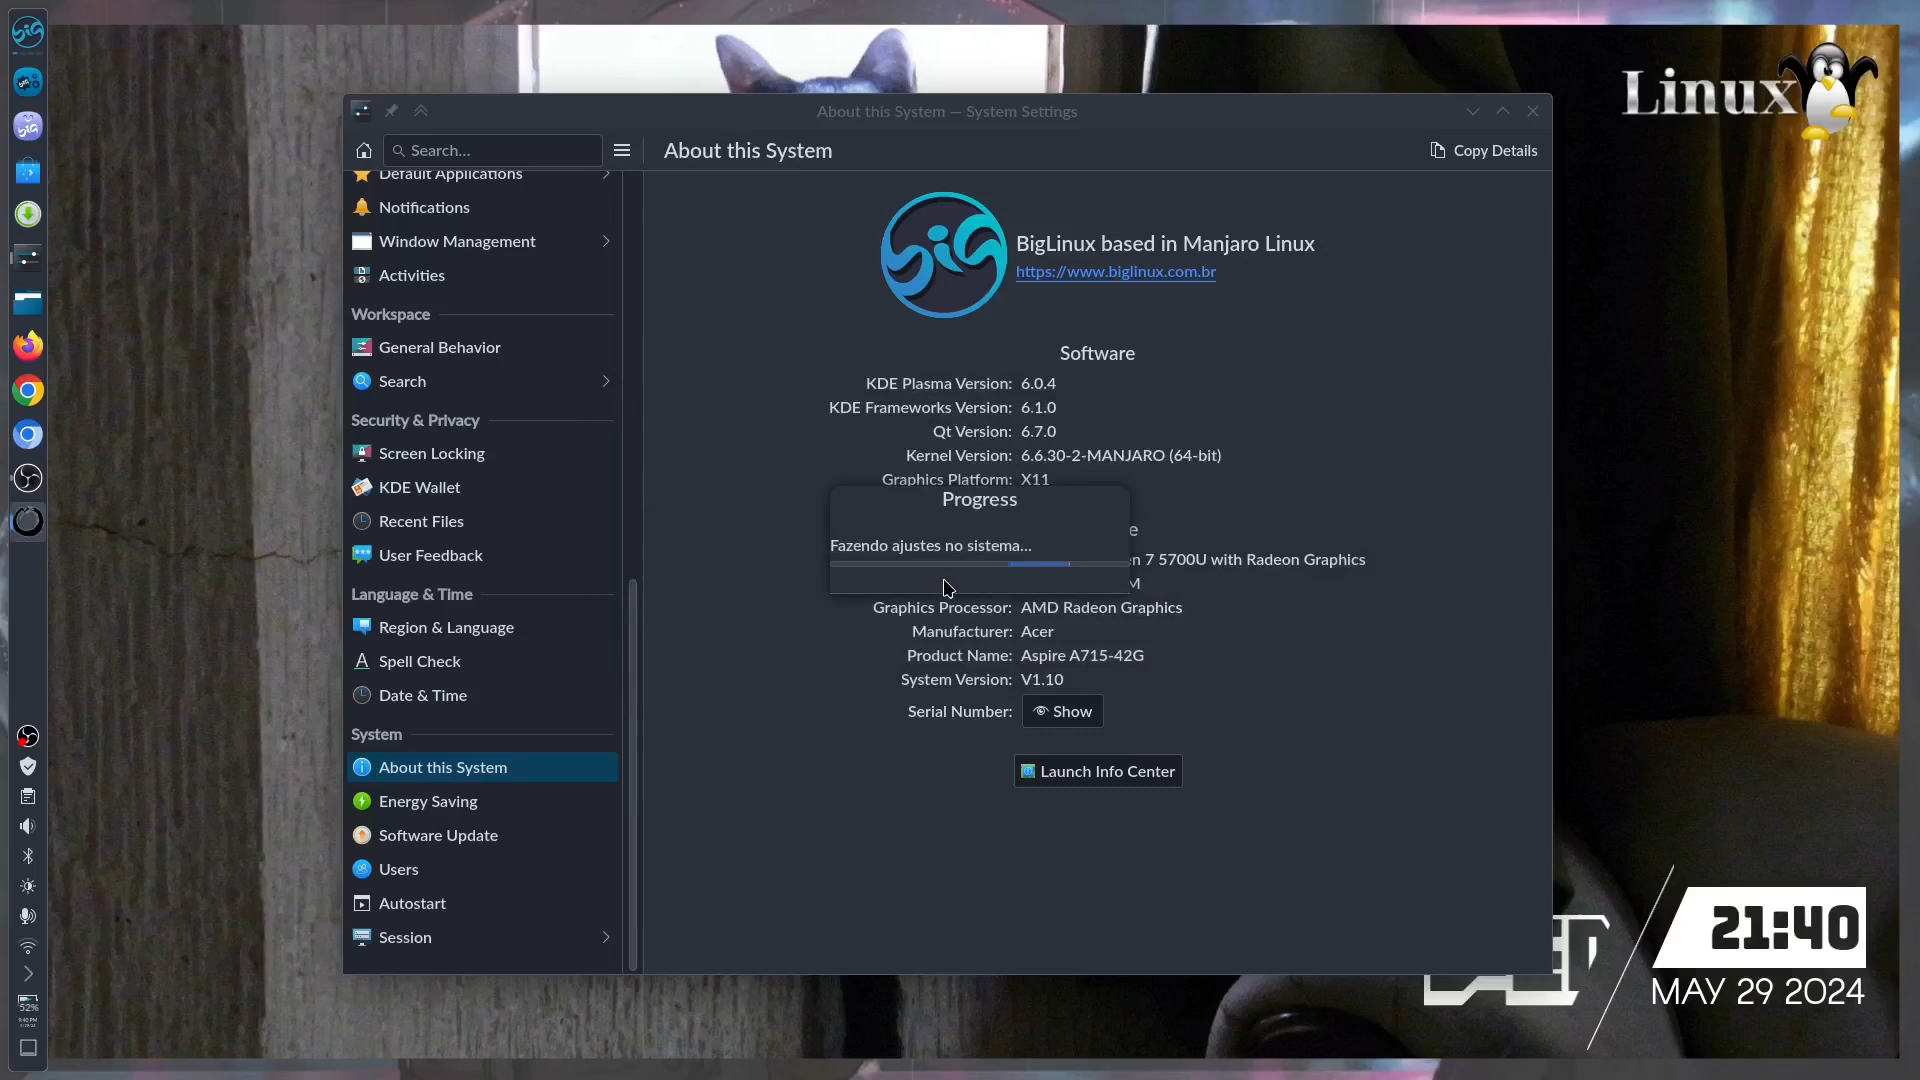 About this System — System Settings
Search...
About this System
Copy Details
Default Applications
Notifications
Window Management
Activities
Workspace
General Behavior
Search
Security & Privacy
Screen Locking
KDE Wallet
Recent Files
User Feedback
Language & Time
Region & Language
Spell Check
Date & Time
System
About this System
Energy Saving
Software Update
Users
Autostart
Session
BigLinux based in Manjaro Linux
https://www.biglinux.com.br
Software
KDE Plasma Version: 6.0.4
KDE Frameworks Version: 6.1.0
Qt Version: 6.7.0
Kernel Version: 6.6.30-2-MANJARO (64-bit)
Graphics Platform: X11
Progress
Fazendo ajustes no sistema...
e
n 7 5700U with Radeon Graphics
M
Graphics Processor: AMD Radeon Graphics
Manufacturer: Acer
Product Name: Aspire A715-42G
System Version: V1.10
Serial Number: Show
Launch Info Center
Linux
21:40
MAY 29 2024
big
52%